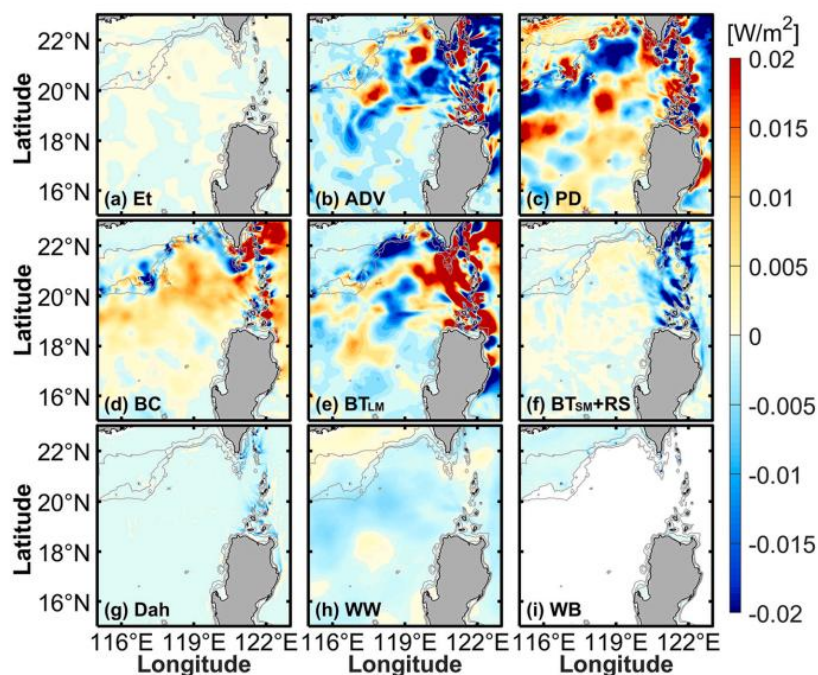 [W/m²]
22°N
20°N
18°N
16°N
Latitude
(a) Et
(b) ADV
(c) PD
22°N
20°N
18°N
16°N
Latitude
(d) BC
(e) BT_LM
(f) BT_SM+RS
22°N
20°N
18°N
16°N
Latitude
(g) Dah
(h) WW
(i) WB
116°E 119°E 122°E 116°E 119°E 122°E 116°E 119°E 122°E
Longitude Longitude Longitude
0.02
0.015
0.01
0.005
0
-0.005
-0.01
-0.015
-0.02